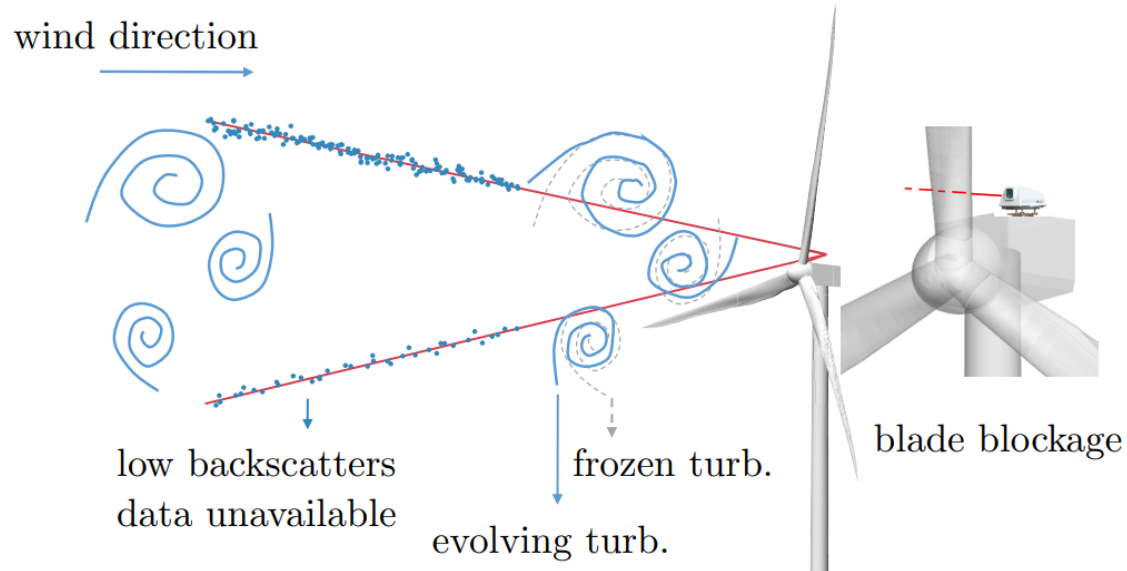 wind direction
low backscatters
data unavailable
frozen turb.
evolving turb.
blade blockage